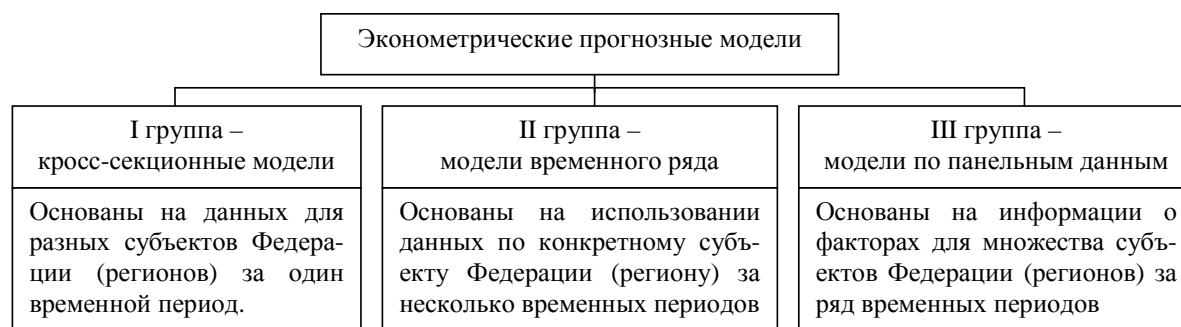 Эконометрические прогнозные модели
I группа –
кросс-секционные модели
Основаны на данных для
разных субъектов Федера-
ции (регионов) за один
временной период.
II группа –
модели временного ряда
Основаны на использовании
данных по конкретному субъ-
екту Федерации (региону) за
несколько временных периодов
III группа –
модели по панельным данным
Основаны на информации о
факторах для множества субъ-
ектов Федерации (регионов) за
ряд временных периодов